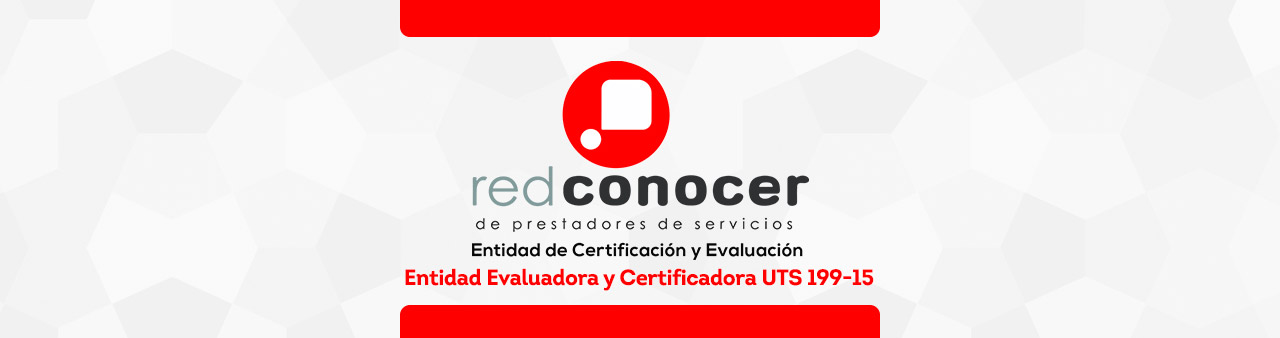 redconocer
de prestadores de servicios
Entidad de Certificación y Evaluación
Entidad Evaluadora y Certificadora UTS 199-15